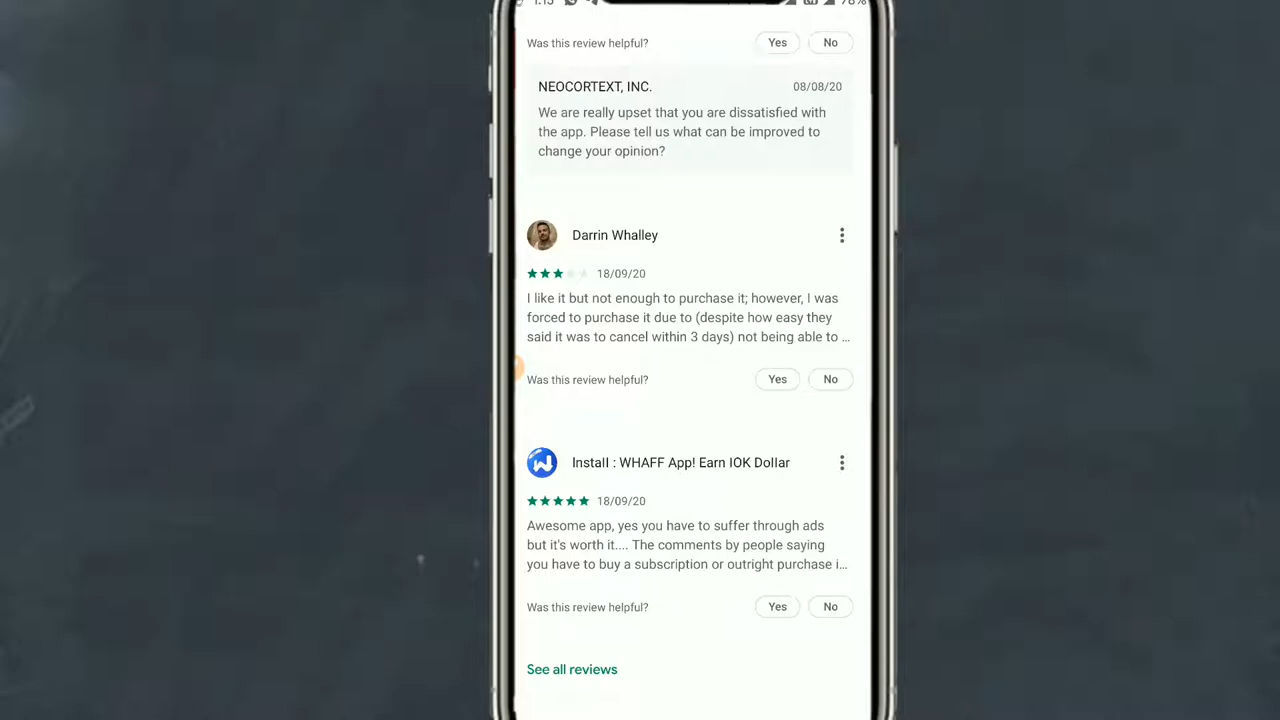 1:15 78%
Was this review helpful? Yes No
NEOCORTEXT, INC. 08/08/20
We are really upset that you are dissatisfied with
the app. Please tell us what can be improved to
change your opinion?
Darrin Whalley
18/09/20
I like it but not enough to purchase it; however, I was
forced to purchase it due to (despite how easy they
said it was to cancel within 3 days) not being able to ...
Was this review helpful? Yes No
Install : WHAFF App! Earn IOK Dollar
18/09/20
Awesome app, yes you have to suffer through ads
but it's worth it.... The comments by people saying
you have to buy a subscription or outright purchase i...
Was this review helpful? Yes No
See all reviews